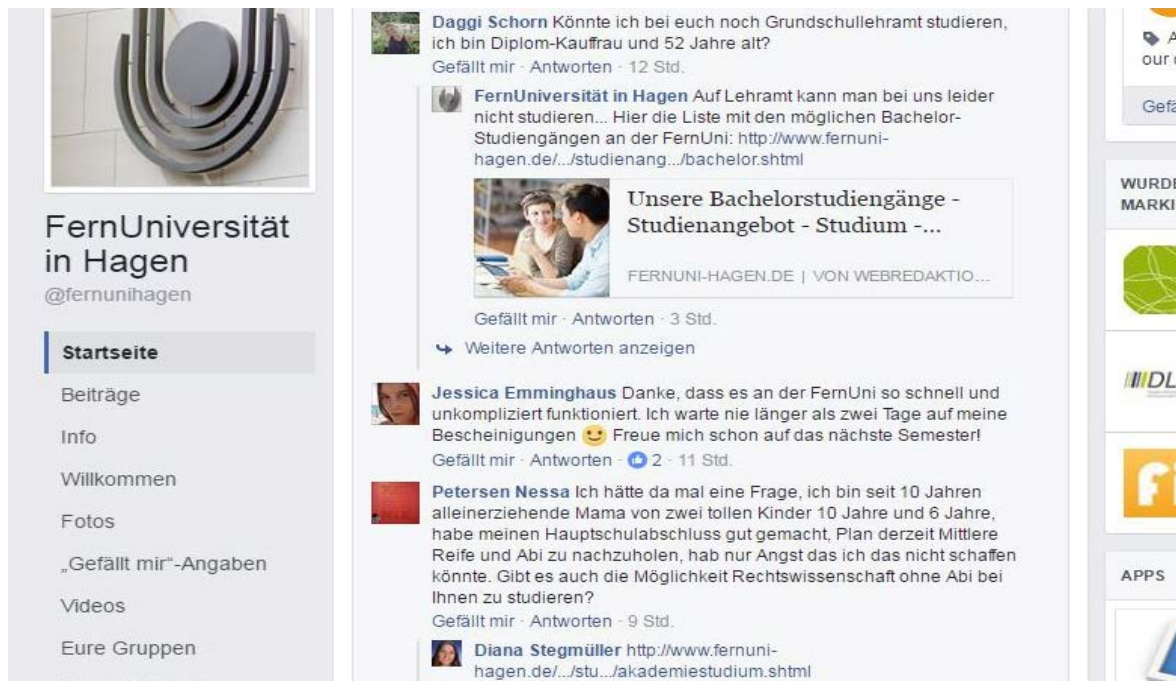 FernUniversität
in Hagen
@fernunihagen
Startseite
Beiträge
Info
Willkommen
Fotos
„Gefällt mir“-Angaben
Videos
Eure Gruppen
Daggi Schorn Könnte ich bei euch noch Grundschullehramt studieren,
ich bin Diplom-Kauffrau und 52 Jahre alt?
Gefällt mir · Antworten · 12 Std.
FernUniversität in Hagen Auf Lehramt kann man bei uns leider
nicht studieren... Hier die Liste mit den möglichen Bachelor-
Studiengängen an der FernUni: http://www.fernuni-
hagen.de/.../studienang.../bachelor.shtml
Unsere Bachelorstudiengänge -
Studienangebot - Studium -...
FERNUNI-HAGEN.DE | VON WEBREDAKTIO...
Gefällt mir · Antworten · 3 Std.
Weitere Antworten anzeigen
Jessica Emminghaus Danke, dass es an der FernUni so schnell und
unkompliziert funktioniert. Ich warte nie länger als zwei Tage auf meine
Bescheinigungen 🙂 Freue mich schon auf das nächste Semester!
Gefällt mir · Antworten · 2 · 11 Std.
Petersen Nessa Ich hätte da mal eine Frage, ich bin seit 10 Jahren
alleinerziehende Mama von zwei tollen Kinder 10 Jahre und 6 Jahre,
habe meinen Hauptschulabschluss gut gemacht, Plan derzeit Mittlere
Reife und Abi zu nachzuholen, hab nur Angst das ich das nicht schaffen
könnte. Gibt es auch die Möglichkeit Rechtswissenschaft ohne Abi bei
Ihnen zu studieren?
Gefällt mir · Antworten · 9 Std.
Diana Stegmüller http://www.fernuni-
hagen.de/.../stu.../akademiestudium.shtml
A
our
Gefä
WURDE
MARKI
DL
fi
APPS